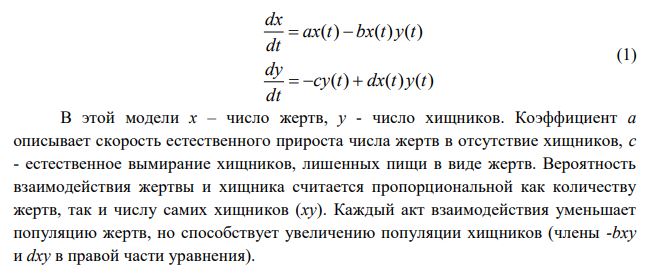 dx/dt = ax(t) − bx(t)y(t)
(1)
dy/dt = −cy(t) + dx(t)y(t)
В этой модели x – число жертв, y - число хищников. Коэффициент a
описывает скорость естественного прироста числа жертв в отсутствие хищников, с
- естественное вымирание хищников, лишенных пищи в виде жертв. Вероятность
взаимодействия жертвы и хищника считается пропорциональной как количеству
жертв, так и числу самих хищников (xy). Каждый акт взаимодействия уменьшает
популяцию жертв, но способствует увеличению популяции хищников (члены -bxy
и dxy в правой части уравнения).